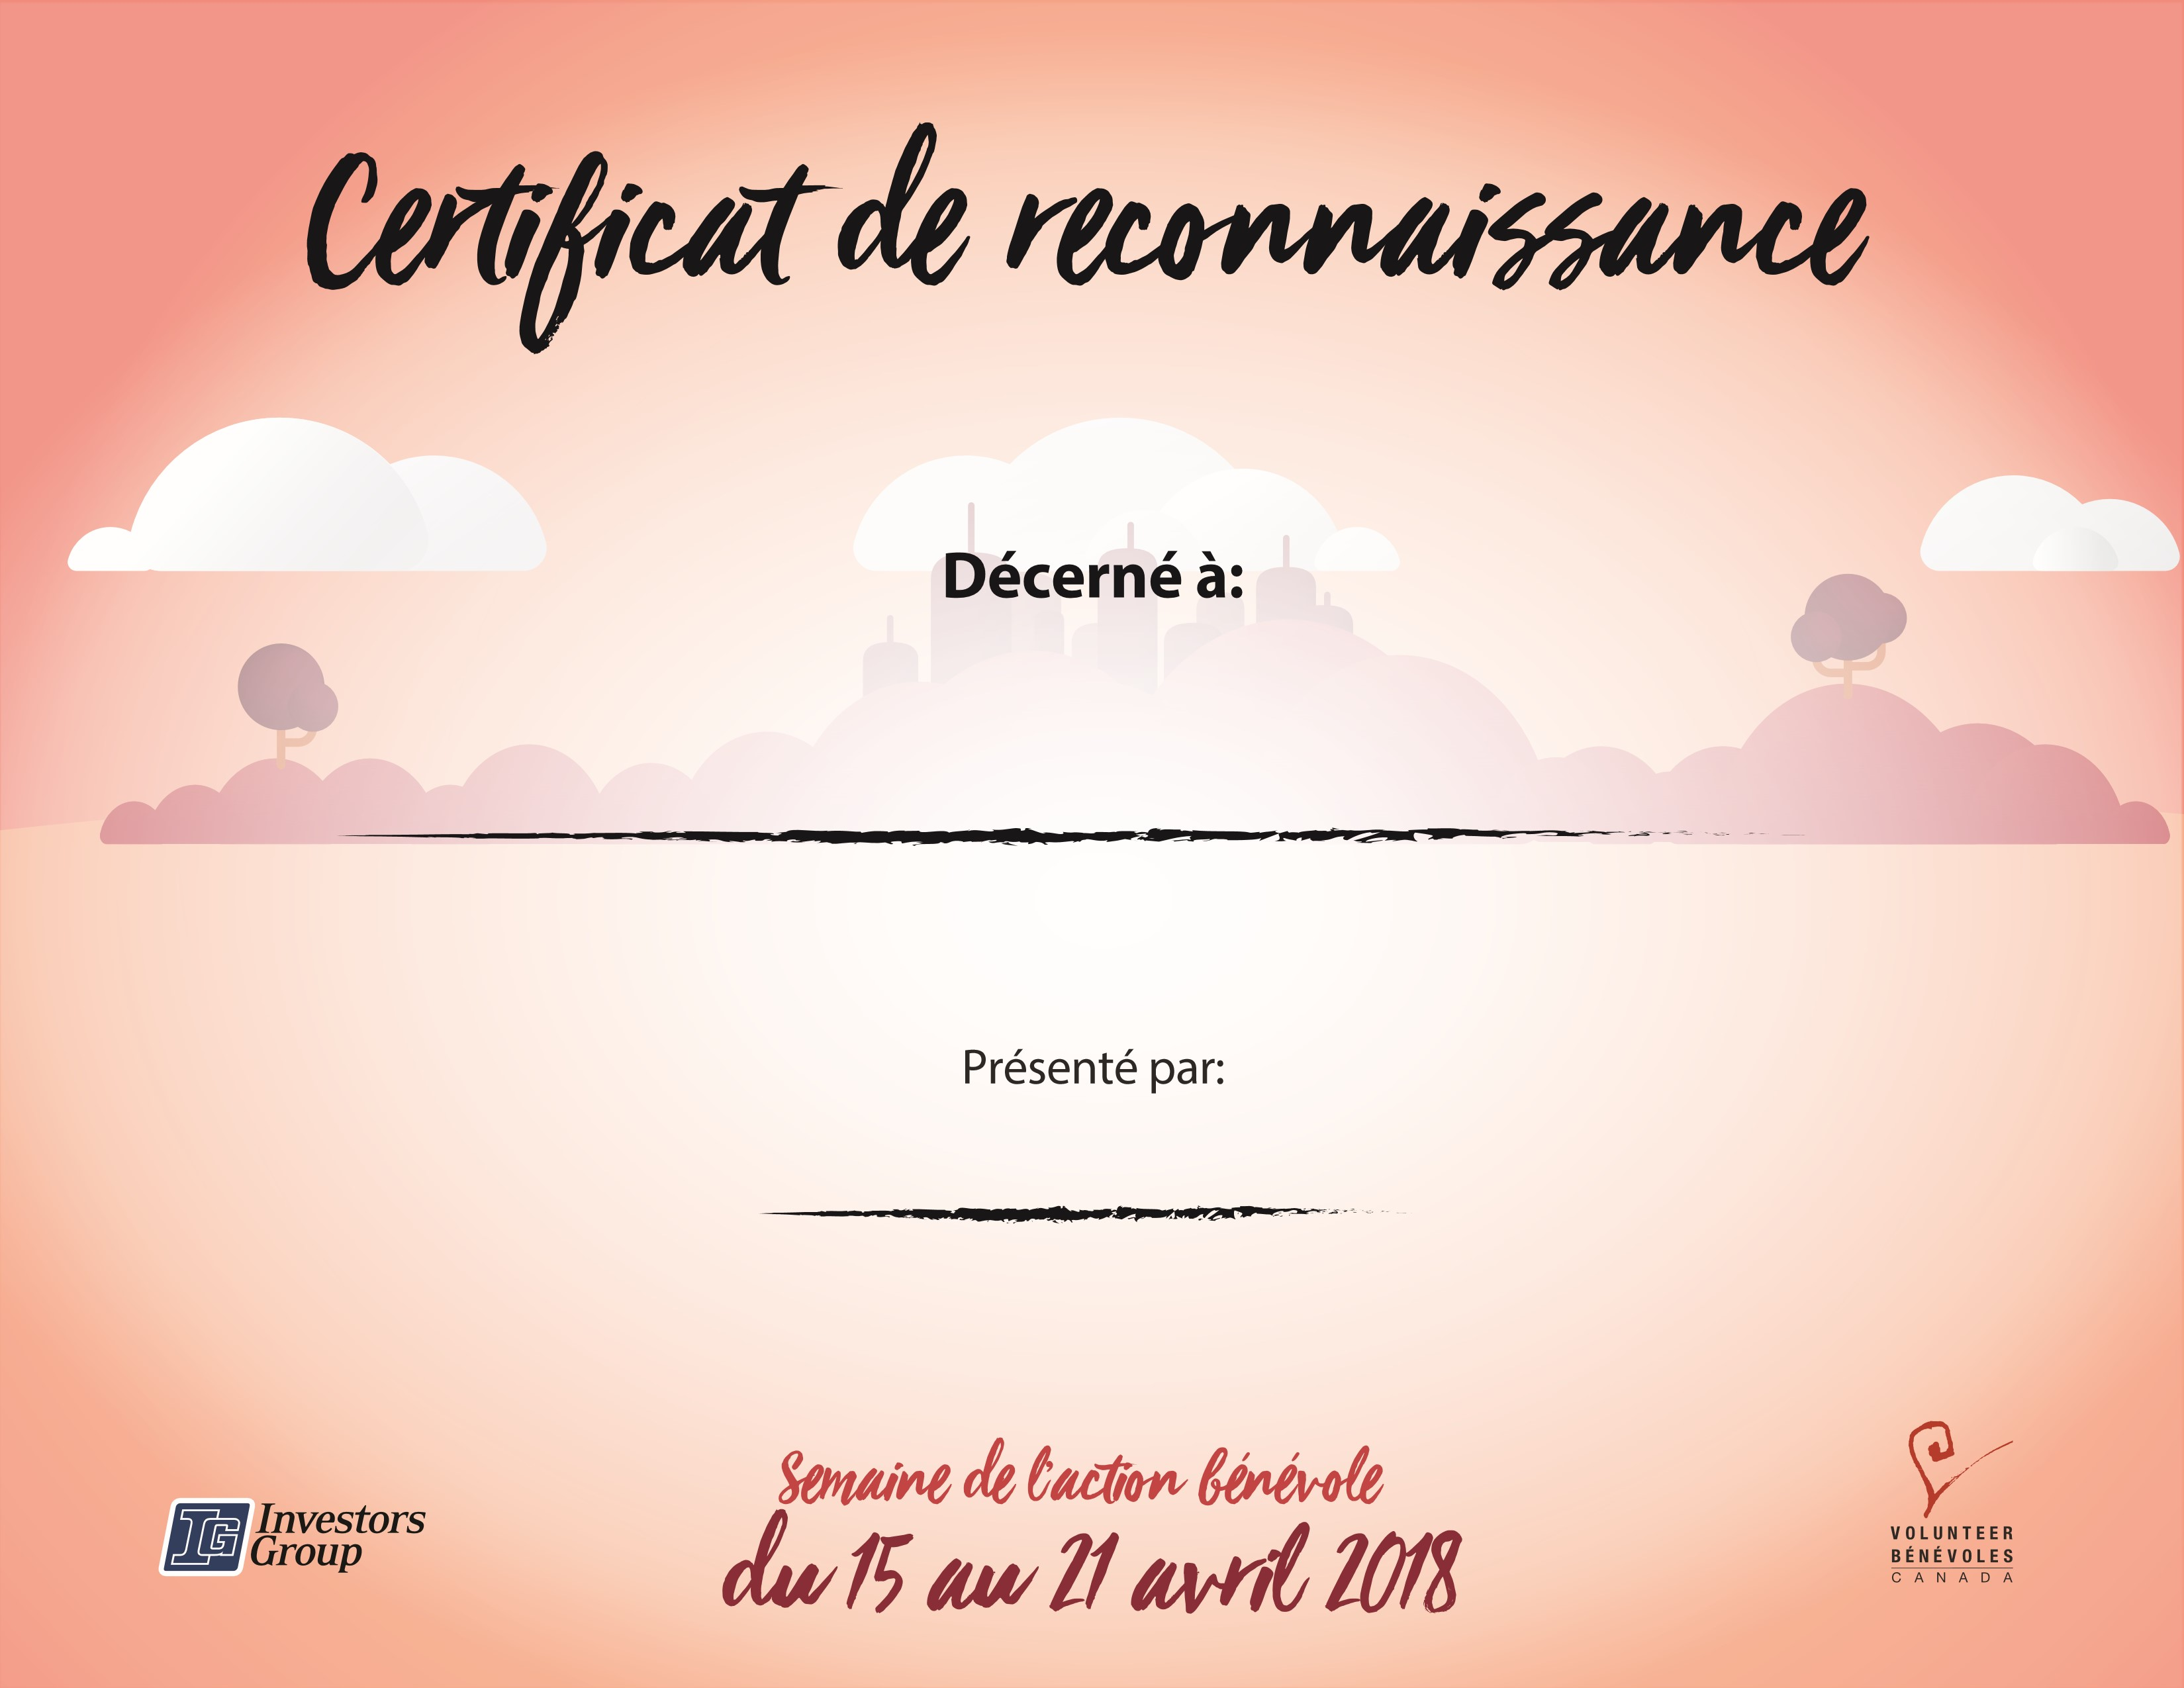 Certificat de reconnaissance
Décerné à:
Présenté par:
Semaine de l'action bénévole
du 15 au 21 avril 2018
IG Investors
Group
VOLUNTEER
BÉNÉVOLES
CANADA